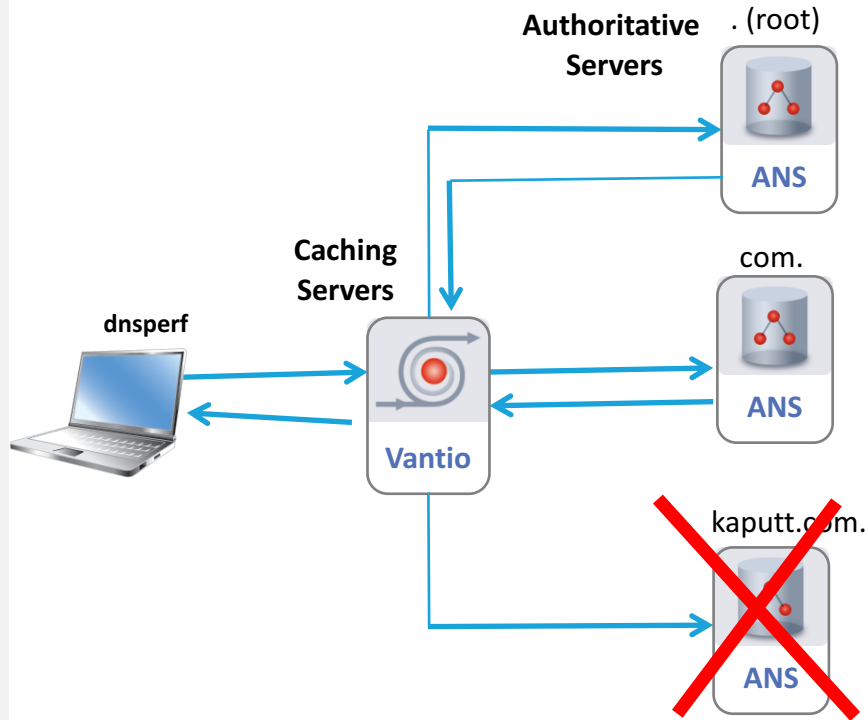 Authoritative
Servers
. (root)
ANS
Caching
Servers
com.
dnsperf
ANS
Vantio
kaputt.com.
ANS